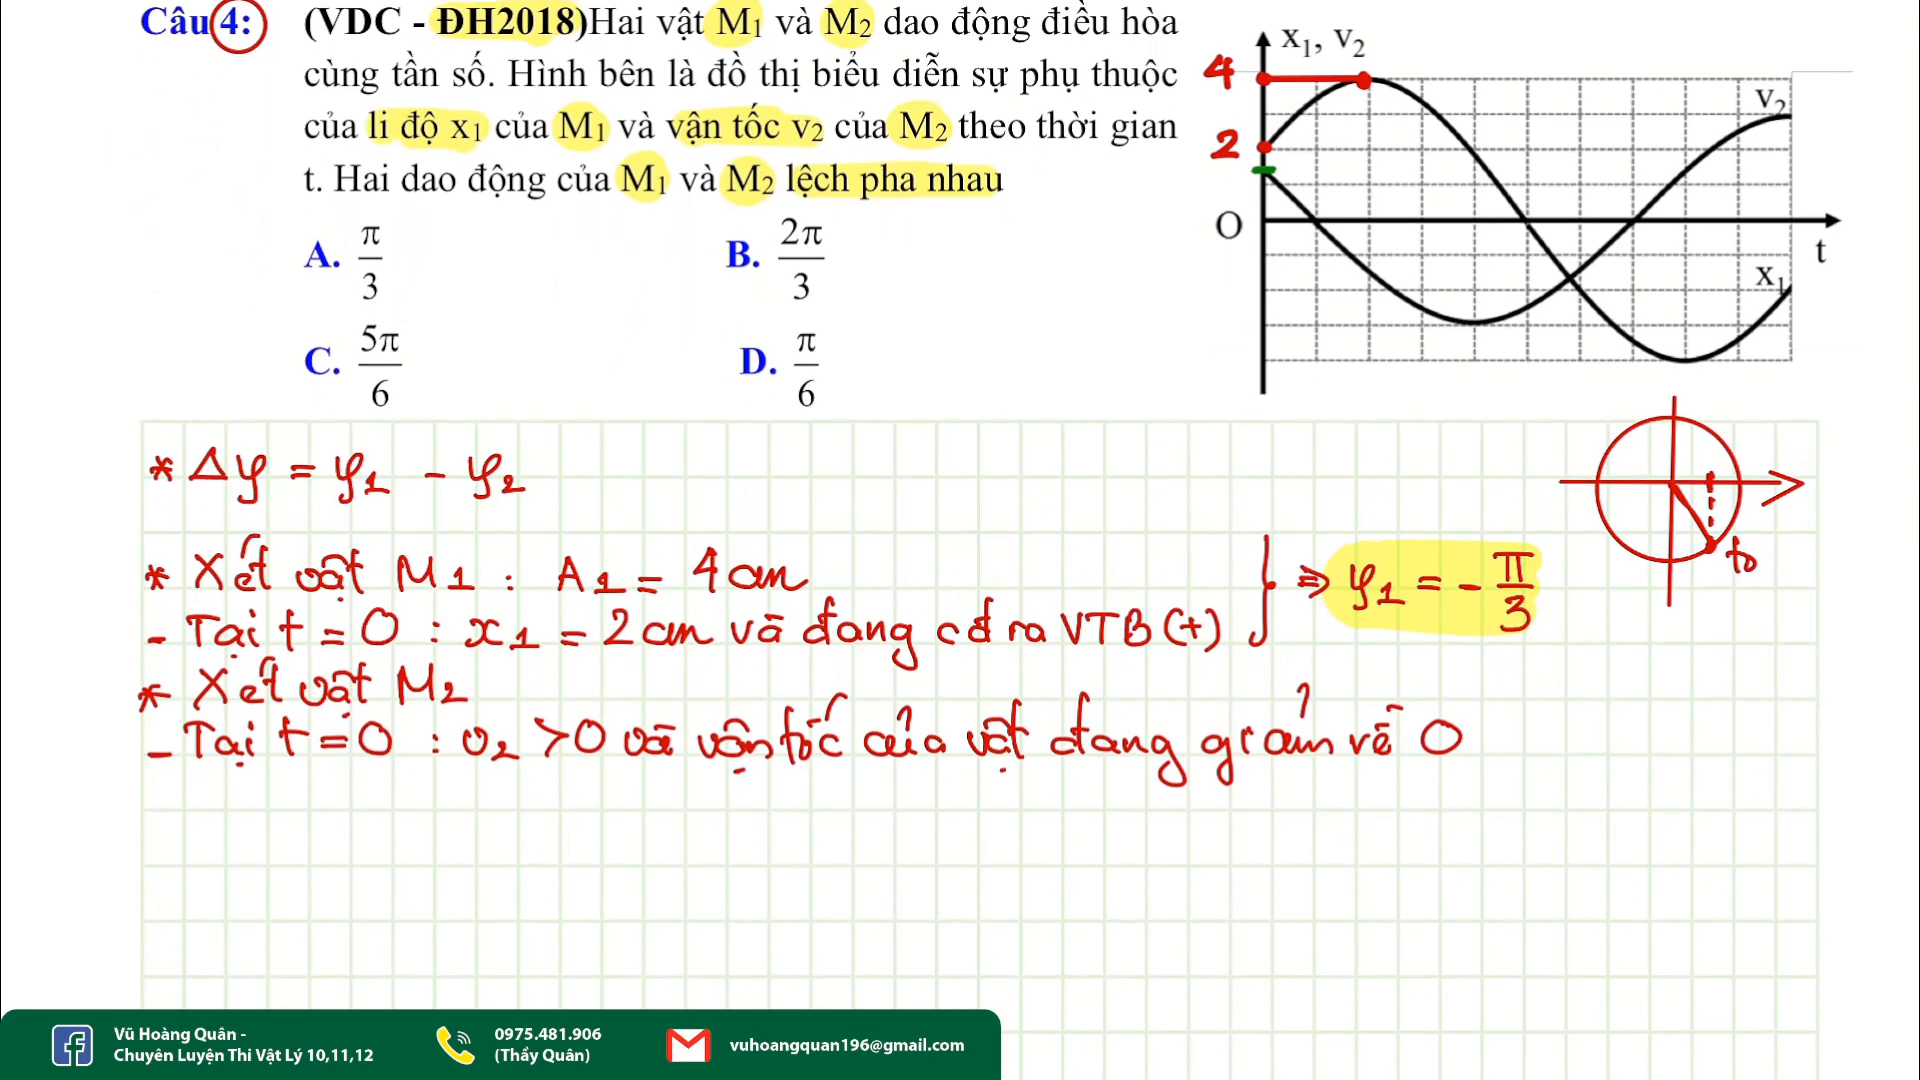 Câu 4: (VDC - ĐH2018)Hai vật M1 và M2 dao động điều hòa
cùng tần số. Hình bên là đồ thị biểu diễn sự phụ thuộc
của li độ x1 của M1 và vận tốc v2 của M2 theo thời gian
t. Hai dao động của M1 và M2 lệch pha nhau
A. π/3
B. 2π/3
C. 5π/6
D. π/6
x1, v2
4
2
O
v2
x1
t
* Δφ = φ1 - φ2
* Xét vật M1 : A1 = 4cm
- Tại t = 0 : x1 = 2cm và đang cđ ra VTB(+)
⇒ φ1 = - π/3
t0
* Xét vật M2
- Tại t = 0 : v2 > 0 và vận tốc của vật đang giảm về 0
Vũ Hoàng Quân -
Chuyên Luyện Thi Vật Lý 10,11,12
0975.481.906
(Thầy Quân)
vuhoangquan196@gmail.com